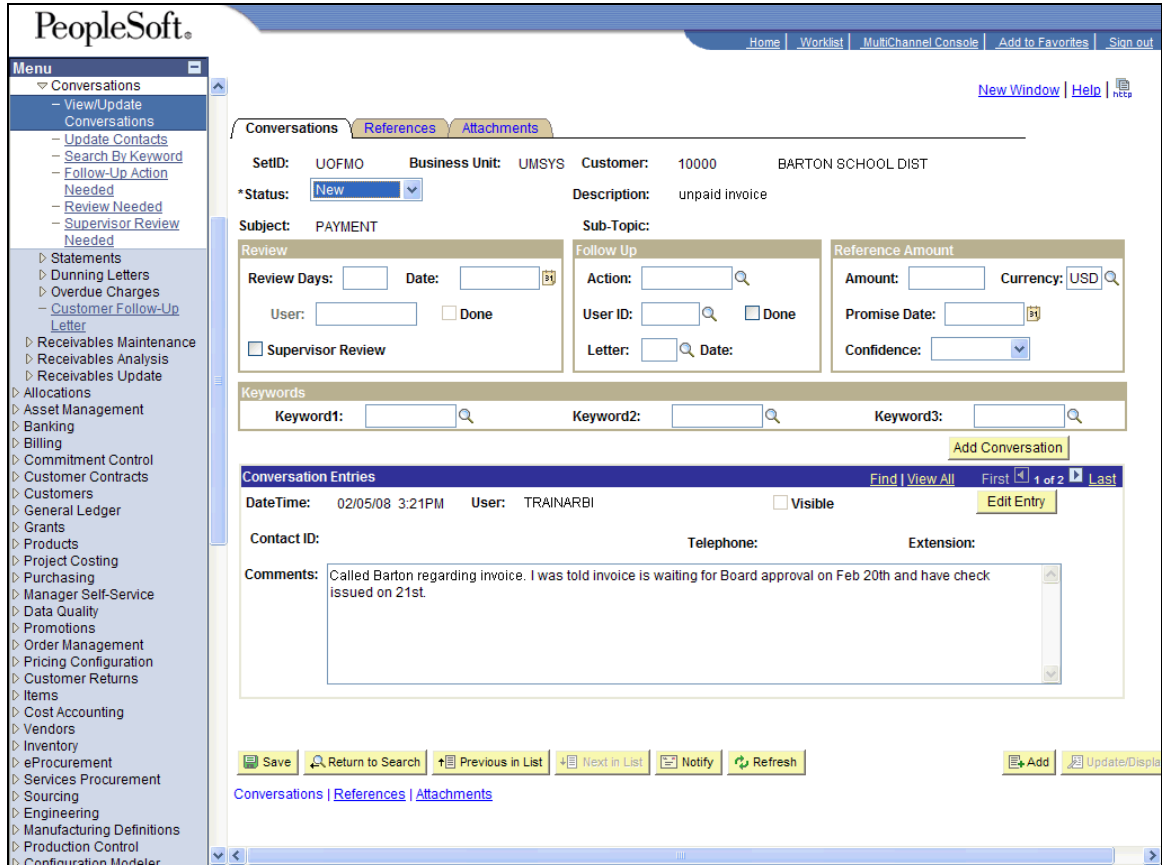 PeopleSoft®
Home | Worklist | MultiChannel Console | Add to Favorites | Sign out
Menu
Conversations
– View/Update
Conversations
– Update Contacts
– Search By Keyword
– Follow-Up Action
Needed
– Review Needed
– Supervisor Review
Needed
Statements
Dunning Letters
Overdue Charges
– Customer Follow-Up
Letter
Receivables Maintenance
Receivables Analysis
Receivables Update
Allocations
Asset Management
Banking
Billing
Commitment Control
Customer Contracts
Customers
General Ledger
Grants
Products
Project Costing
Purchasing
Manager Self-Service
Data Quality
Promotions
Order Management
Pricing Configuration
Customer Returns
Items
Cost Accounting
Vendors
Inventory
eProcurement
Services Procurement
Sourcing
Engineering
Manufacturing Definitions
Production Control
Configuration Modeler
New Window | Help | http
Conversations References Attachments
SetID: UOFMO Business Unit: UMSYS Customer: 10000 BARTON SCHOOL DIST
*Status: New Description: unpaid invoice
Subject: PAYMENT Sub-Topic:
Review Follow Up Reference Amount
Review Days: Date: 31 Action: Amount: Currency: USD
User: Done User ID: Done Promise Date: 31
Supervisor Review Letter: Date: Confidence:
Keywords
Keyword1: Keyword2: Keyword3:
Add Conversation
Conversation Entries Find | View All First 1 of 2 Last
DateTime: 02/05/08 3:21PM User: TRAINARBI Visible Edit Entry
Contact ID: Telephone: Extension:
Comments: Called Barton regarding invoice. I was told invoice is waiting for Board approval on Feb 20th and have check
issued on 21st.
Save Return to Search Previous in List Next in List Notify Refresh Add Update/Displa
Conversations | References | Attachments